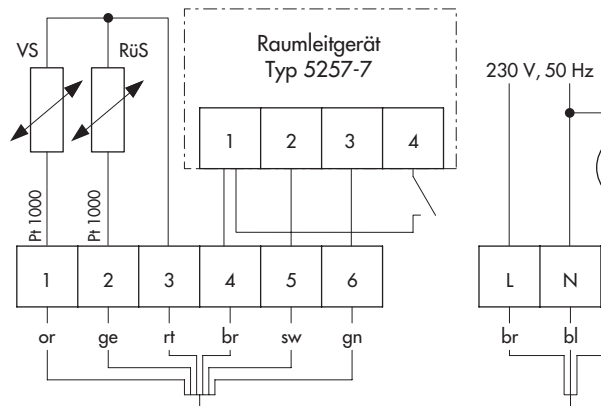 VS
RüS
Raumleitgerät
Typ 5257-7
230 V, 50 Hz
1 2 3 4
Pt 1000
Pt 1000
1 2 3 4 5 6
L N
or ge rt br sw gn
br bl